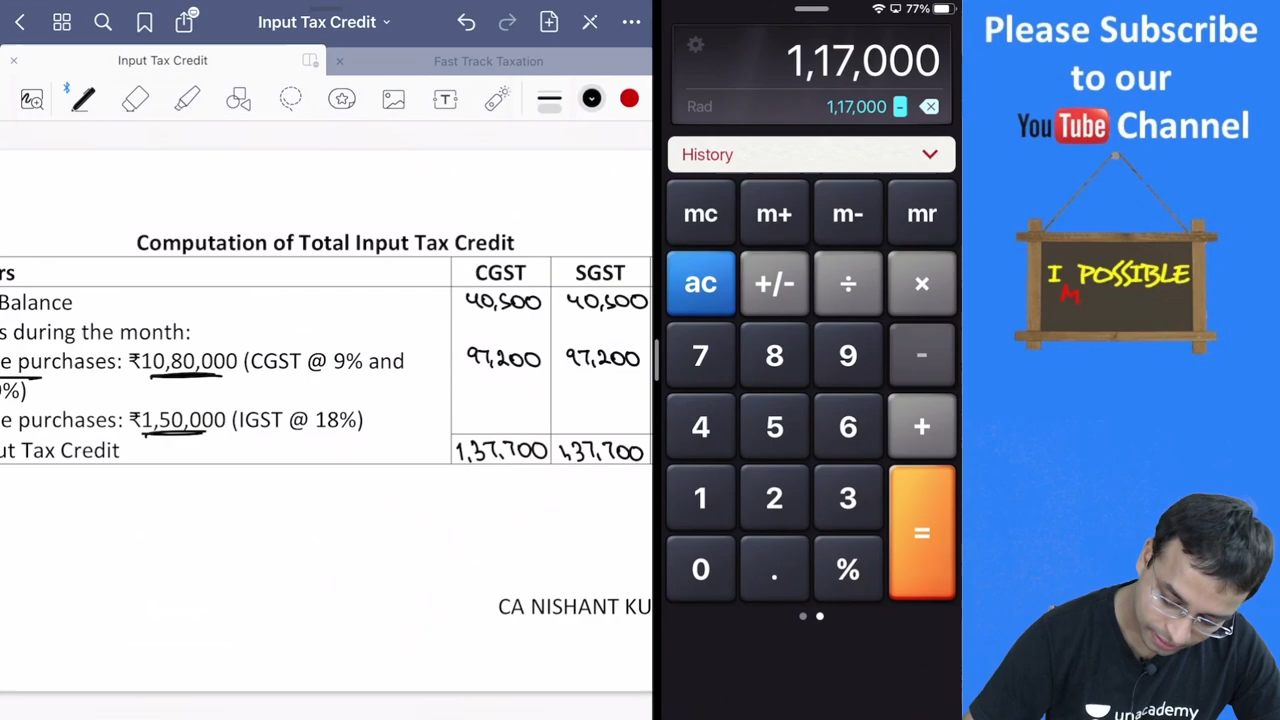 77%
Input Tax Credit
Input Tax Credit
Fast Track Taxation
T
Computation of Total Input Tax Credit
rs CGST SGST
Balance 40,500 40,500
s during the month:
e purchases: ₹10,80,000 (CGST @ 9% and 97,200 97,200
9%)
e purchases: ₹1,50,000 (IGST @ 18%)
ut Tax Credit 1,37,700 1,37,700
CA NISHANT KU
1,17,000
Rad 1,17,000 -
History
mc m+ m- mr
ac +/- ÷ ×
7 8 9 -
4 5 6 +
1 2 3 =
0 . %
Please Subscribe
to our
YouTube Channel
I M POSSIBLE
unacademy